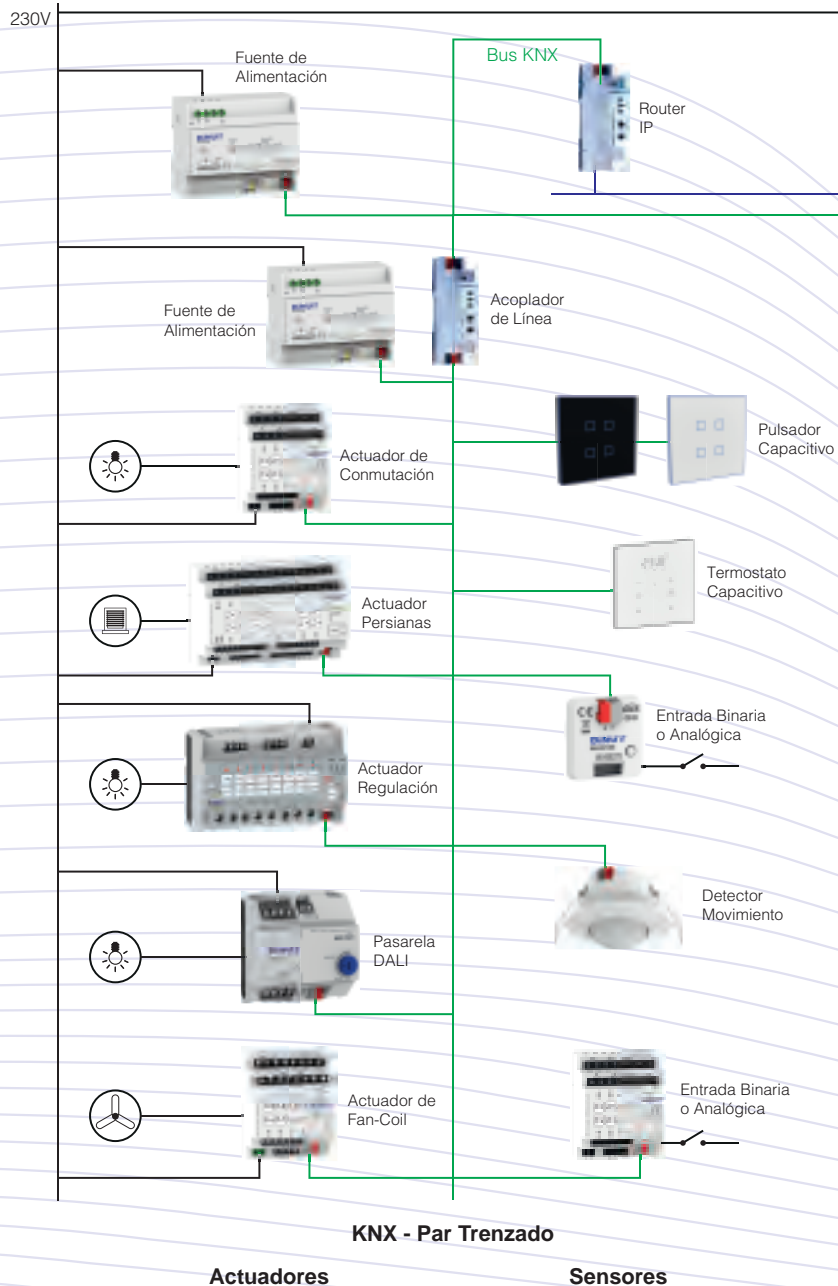 230V
Fuente de
Alimentación
Bus KNX
Router
IP
Fuente de
Alimentación
Acoplador
de Línea
Actuador de
Conmutación
Pulsador
Capacitivo
Actuador
Persianas
Termostato
Capacitivo
Entrada Binaria
o Analógica
Actuador
Regulación
Detector
Movimiento
Pasarela
DALI
Actuador de
Fan-Coil
Entrada Binaria
o Analógica
KNX - Par Trenzado
Actuadores
Sensores